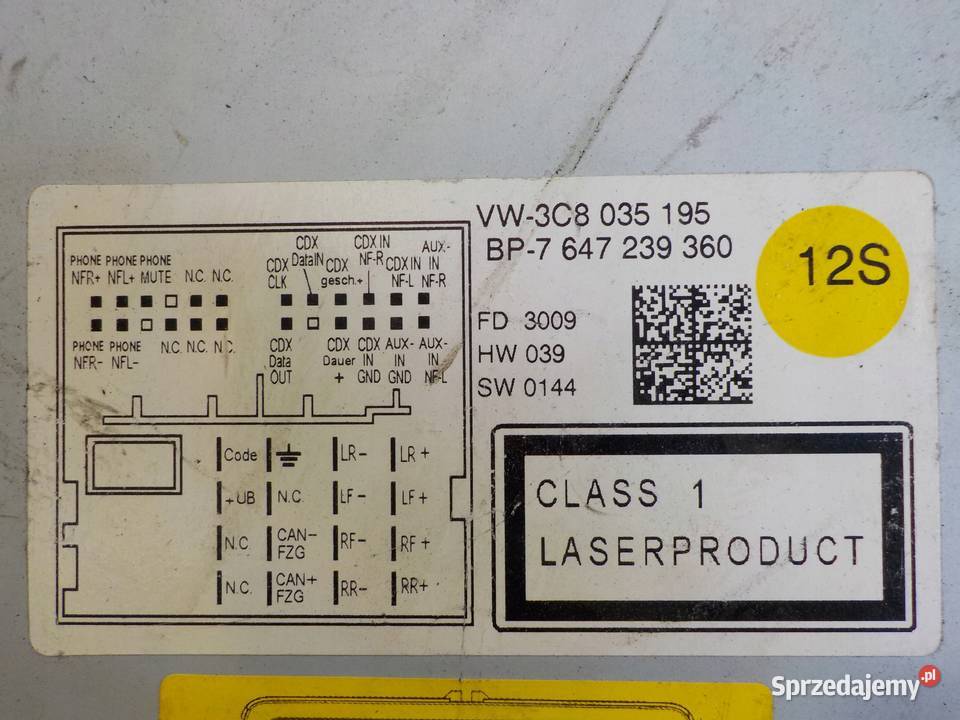 VW-3C8 035 195
BP-7 647 239 360
12S
FD 3009
HW 039
SW 0144
CDX DataIN
CDX IN NF-R
AUX- IN NF-R
PHONE PHONE PHONE
NFR+ NFL+ MUTE N.C. N.C.
CDX CLK
CDX gesch.+
CDX IN NF-L
PHONE PHONE
NFR- NFL-
N.C. N.C. N.C.
CDX CDX CDX AUX- AUX-
Data Dauer IN IN IN
OUT + GND GND NF-L
Code LR- LR+
+UB N.C. LF- LF+
N.C. CAN- FZG RF- RF+
N.C. CAN+ FZG RR- RR+
CLASS 1
LASERPRODUCT
Sprzedajemy.pl